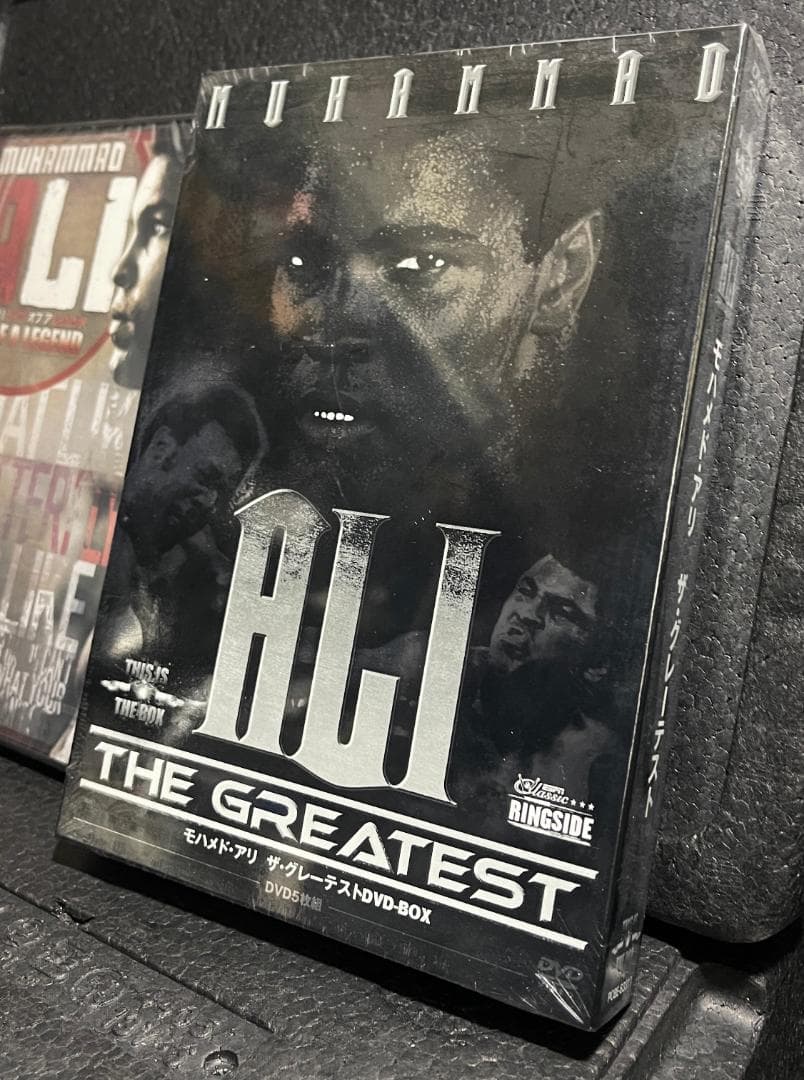 MUHAMMAD
ALI
THIS IS
THE BOX
THE GREATEST
ESPN
Classic
RINGSIDE
モハメド・アリ ザ・グレーテストDVD-BOX
DVD5枚組
DVD
モハメド・アリ ザ・グレーテスト
MUHAMMAD
ALI
A LEGEND